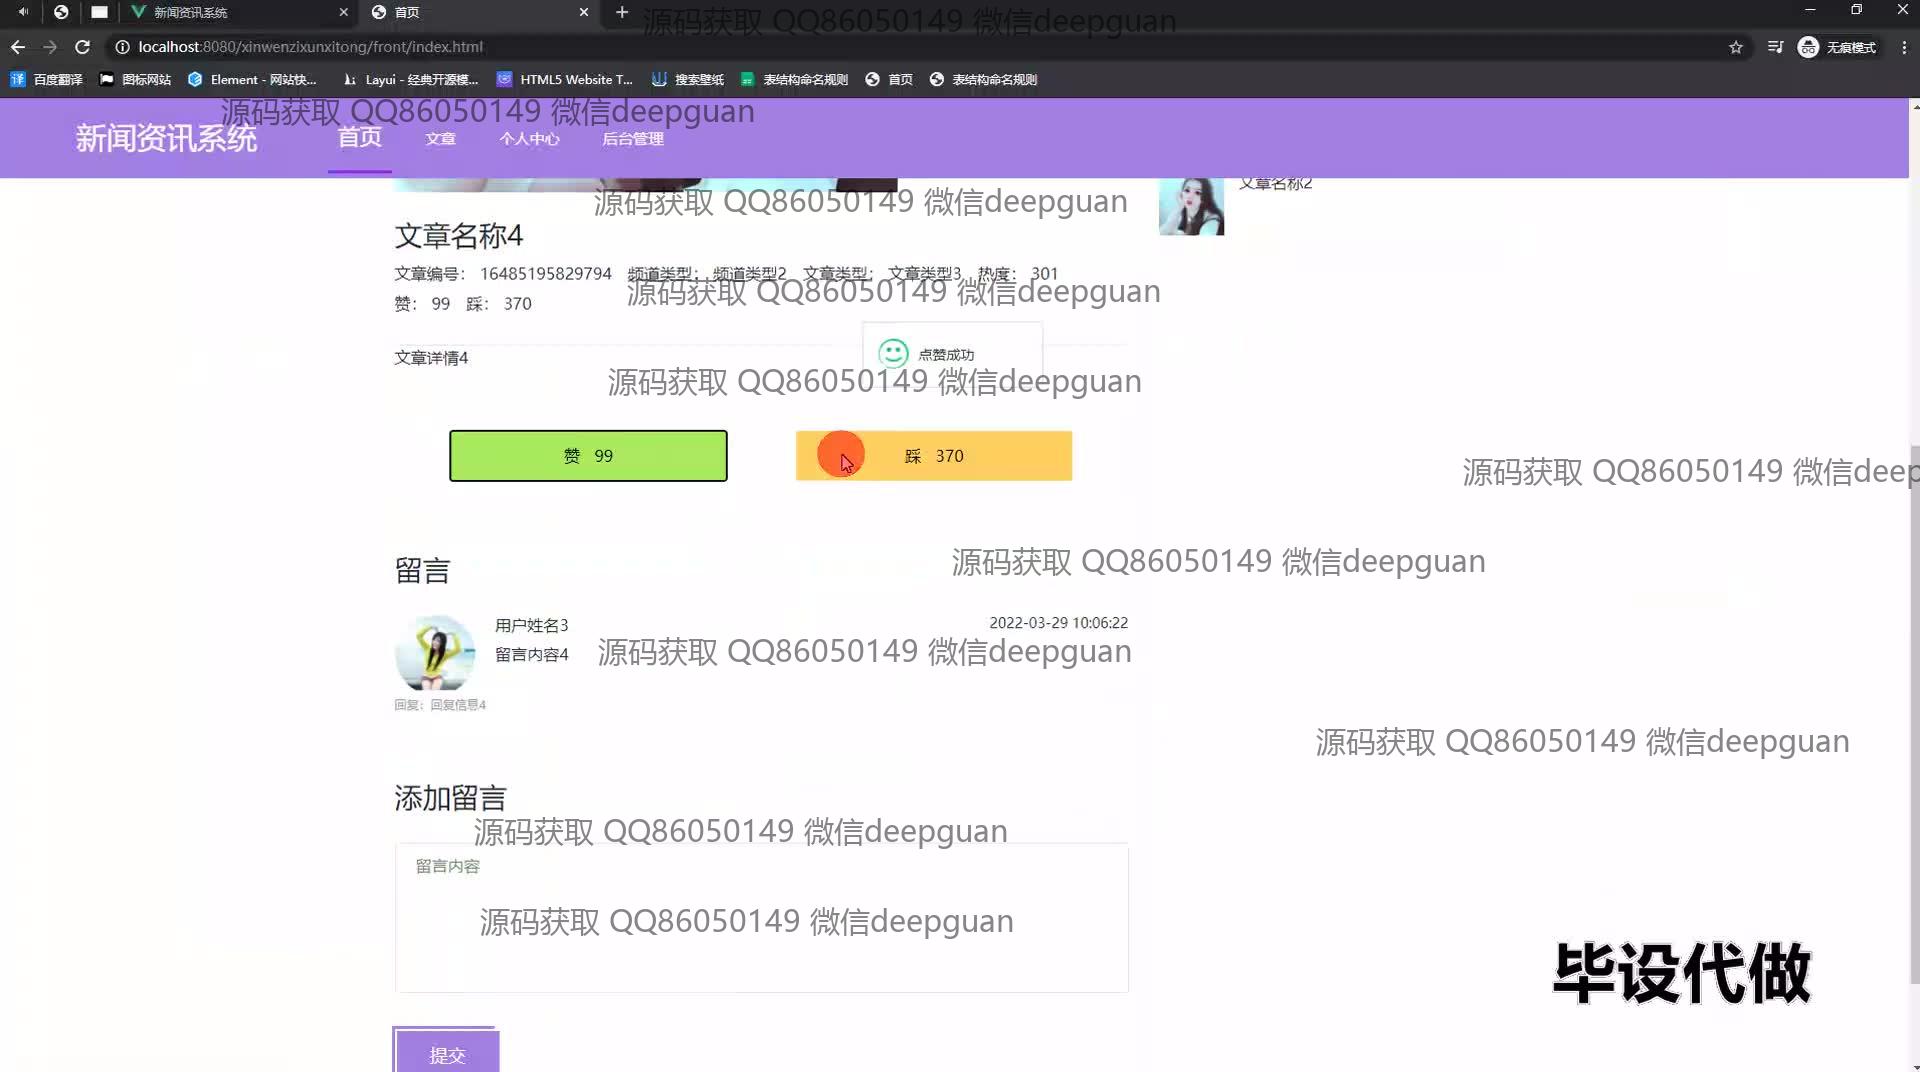 新闻资讯系统
首页
源码获取 QQ86050149 微信deepguan
localhost:8080/xinwenzixunxitong/front/index.html
无痕模式
百度翻译
图标网站
Element - 网站快...
Layui - 经典开源模...
HTML5 Website T...
搜索壁纸
表结构命名规则
首页
表结构命名规则
源码获取 QQ86050149 微信deepguan
新闻资讯系统
首页
文章
个人中心
后台管理
文章名称2
源码获取 QQ86050149 微信deepguan
文章名称4
文章编号： 16485195829794 频道类型： 频道类型2 文章类型： 文章类型3 热度： 301
源码获取 QQ86050149 微信deepguan
赞： 99 踩： 370
点赞成功
文章详情4
源码获取 QQ86050149 微信deepguan
赞 99
踩 370
源码获取 QQ86050149 微信deep
留言
源码获取 QQ86050149 微信deepguan
用户姓名3
2022-03-29 10:06:22
留言内容4
源码获取 QQ86050149 微信deepguan
回复：回复信息4
源码获取 QQ86050149 微信deepguan
添加留言
源码获取 QQ86050149 微信deepguan
留言内容
源码获取 QQ86050149 微信deepguan
毕设代做
提交